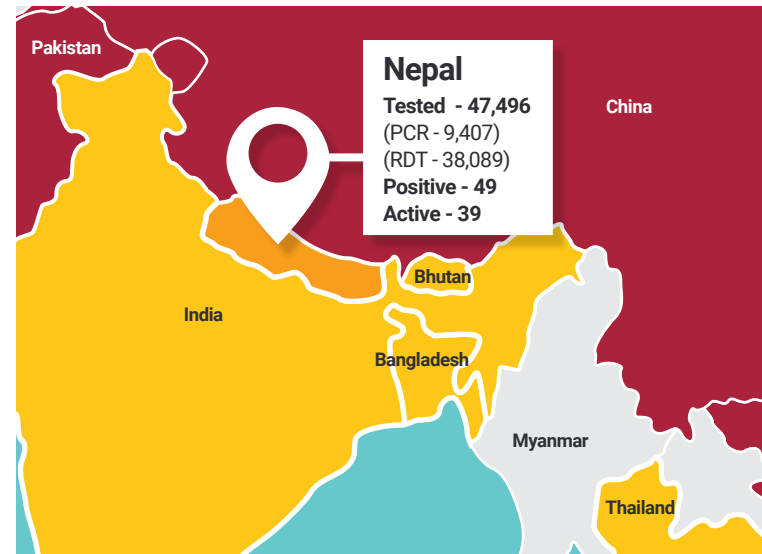 Pakistan
Nepal
Tested - 47,496
(PCR - 9,407)
(RDT - 38,089)
Positive - 49
Active - 39
China
Bhutan
India
Bangladesh
Myanmar
Thailand